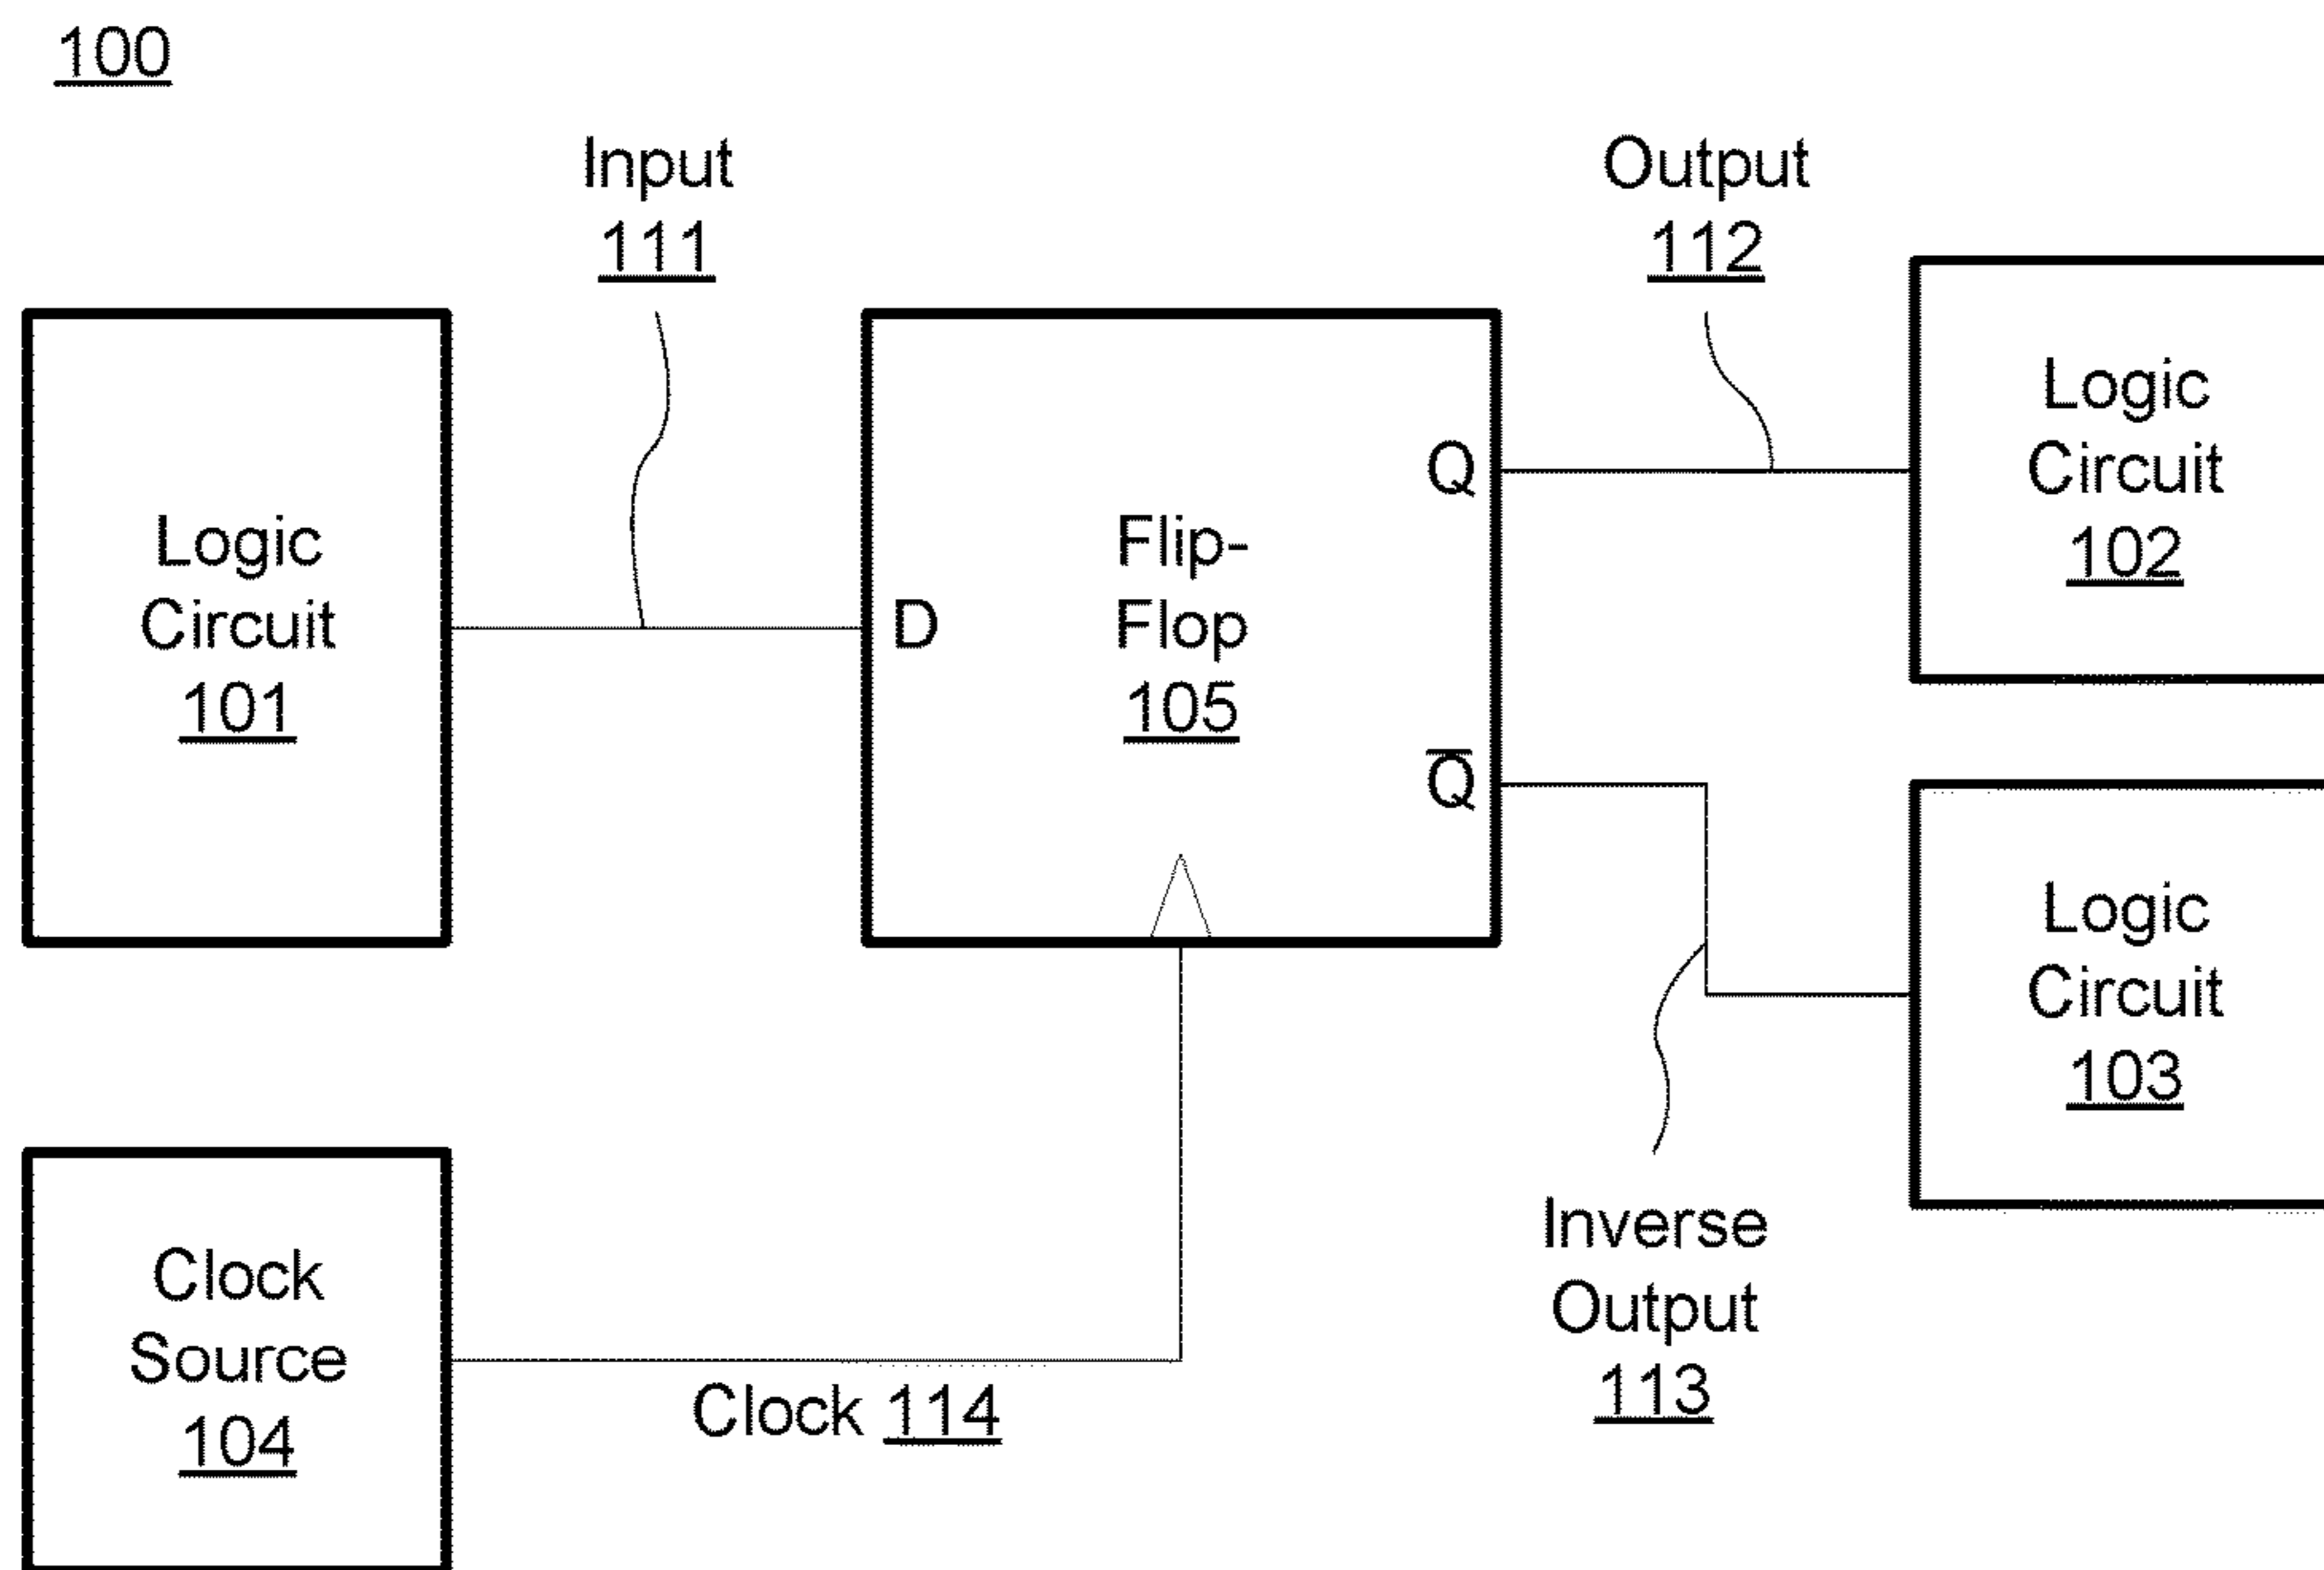 100
Input
111
Output
112
Logic
Circuit
101
D
Flip-
Flop
105
Q
Q̅
Logic
Circuit
102
Logic
Circuit
103
Clock
Source
104
Clock 114
Inverse
Output
113